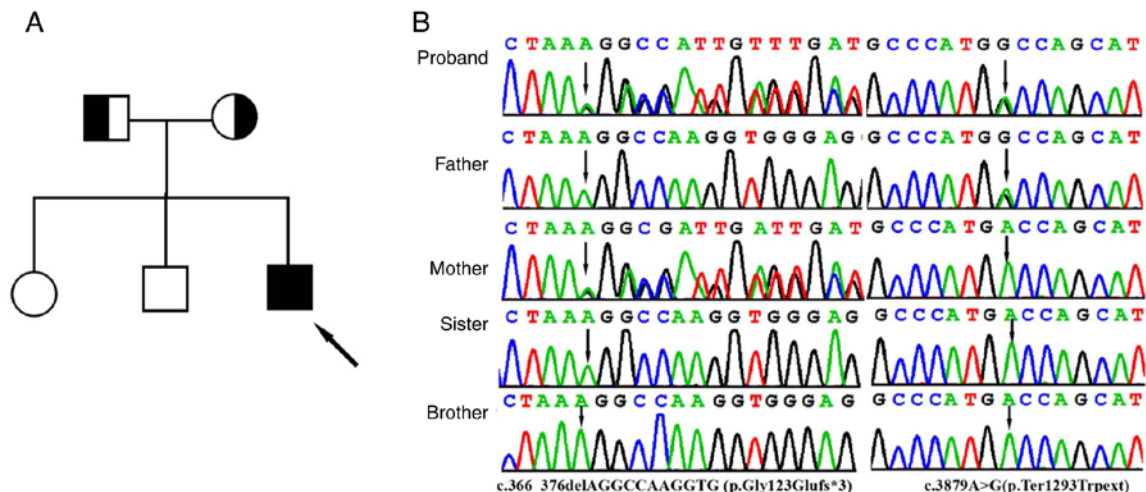 A
B
CTAAAGGCCATTGTTTGAT GCCCATGGCCAGCAT
Proband
CTAAAGGCCAAGGTGGGAG GCCCATGGCCAGCAT
Father
CTAAAGGCGATTGATTGAT GCCCATGACCAGCAT
Mother
CTAAAGGCCAAGGTGGGAG GCCCATGACCAGCAT
Sister
CTAAAGGCCAAGGTGGGAG GCCCATGACCAGCAT
Brother
c.366 376delAGGCCAAGGTG (p.Gly123Glufs*3) c.3879A>G(p.Ter1293Trpext)